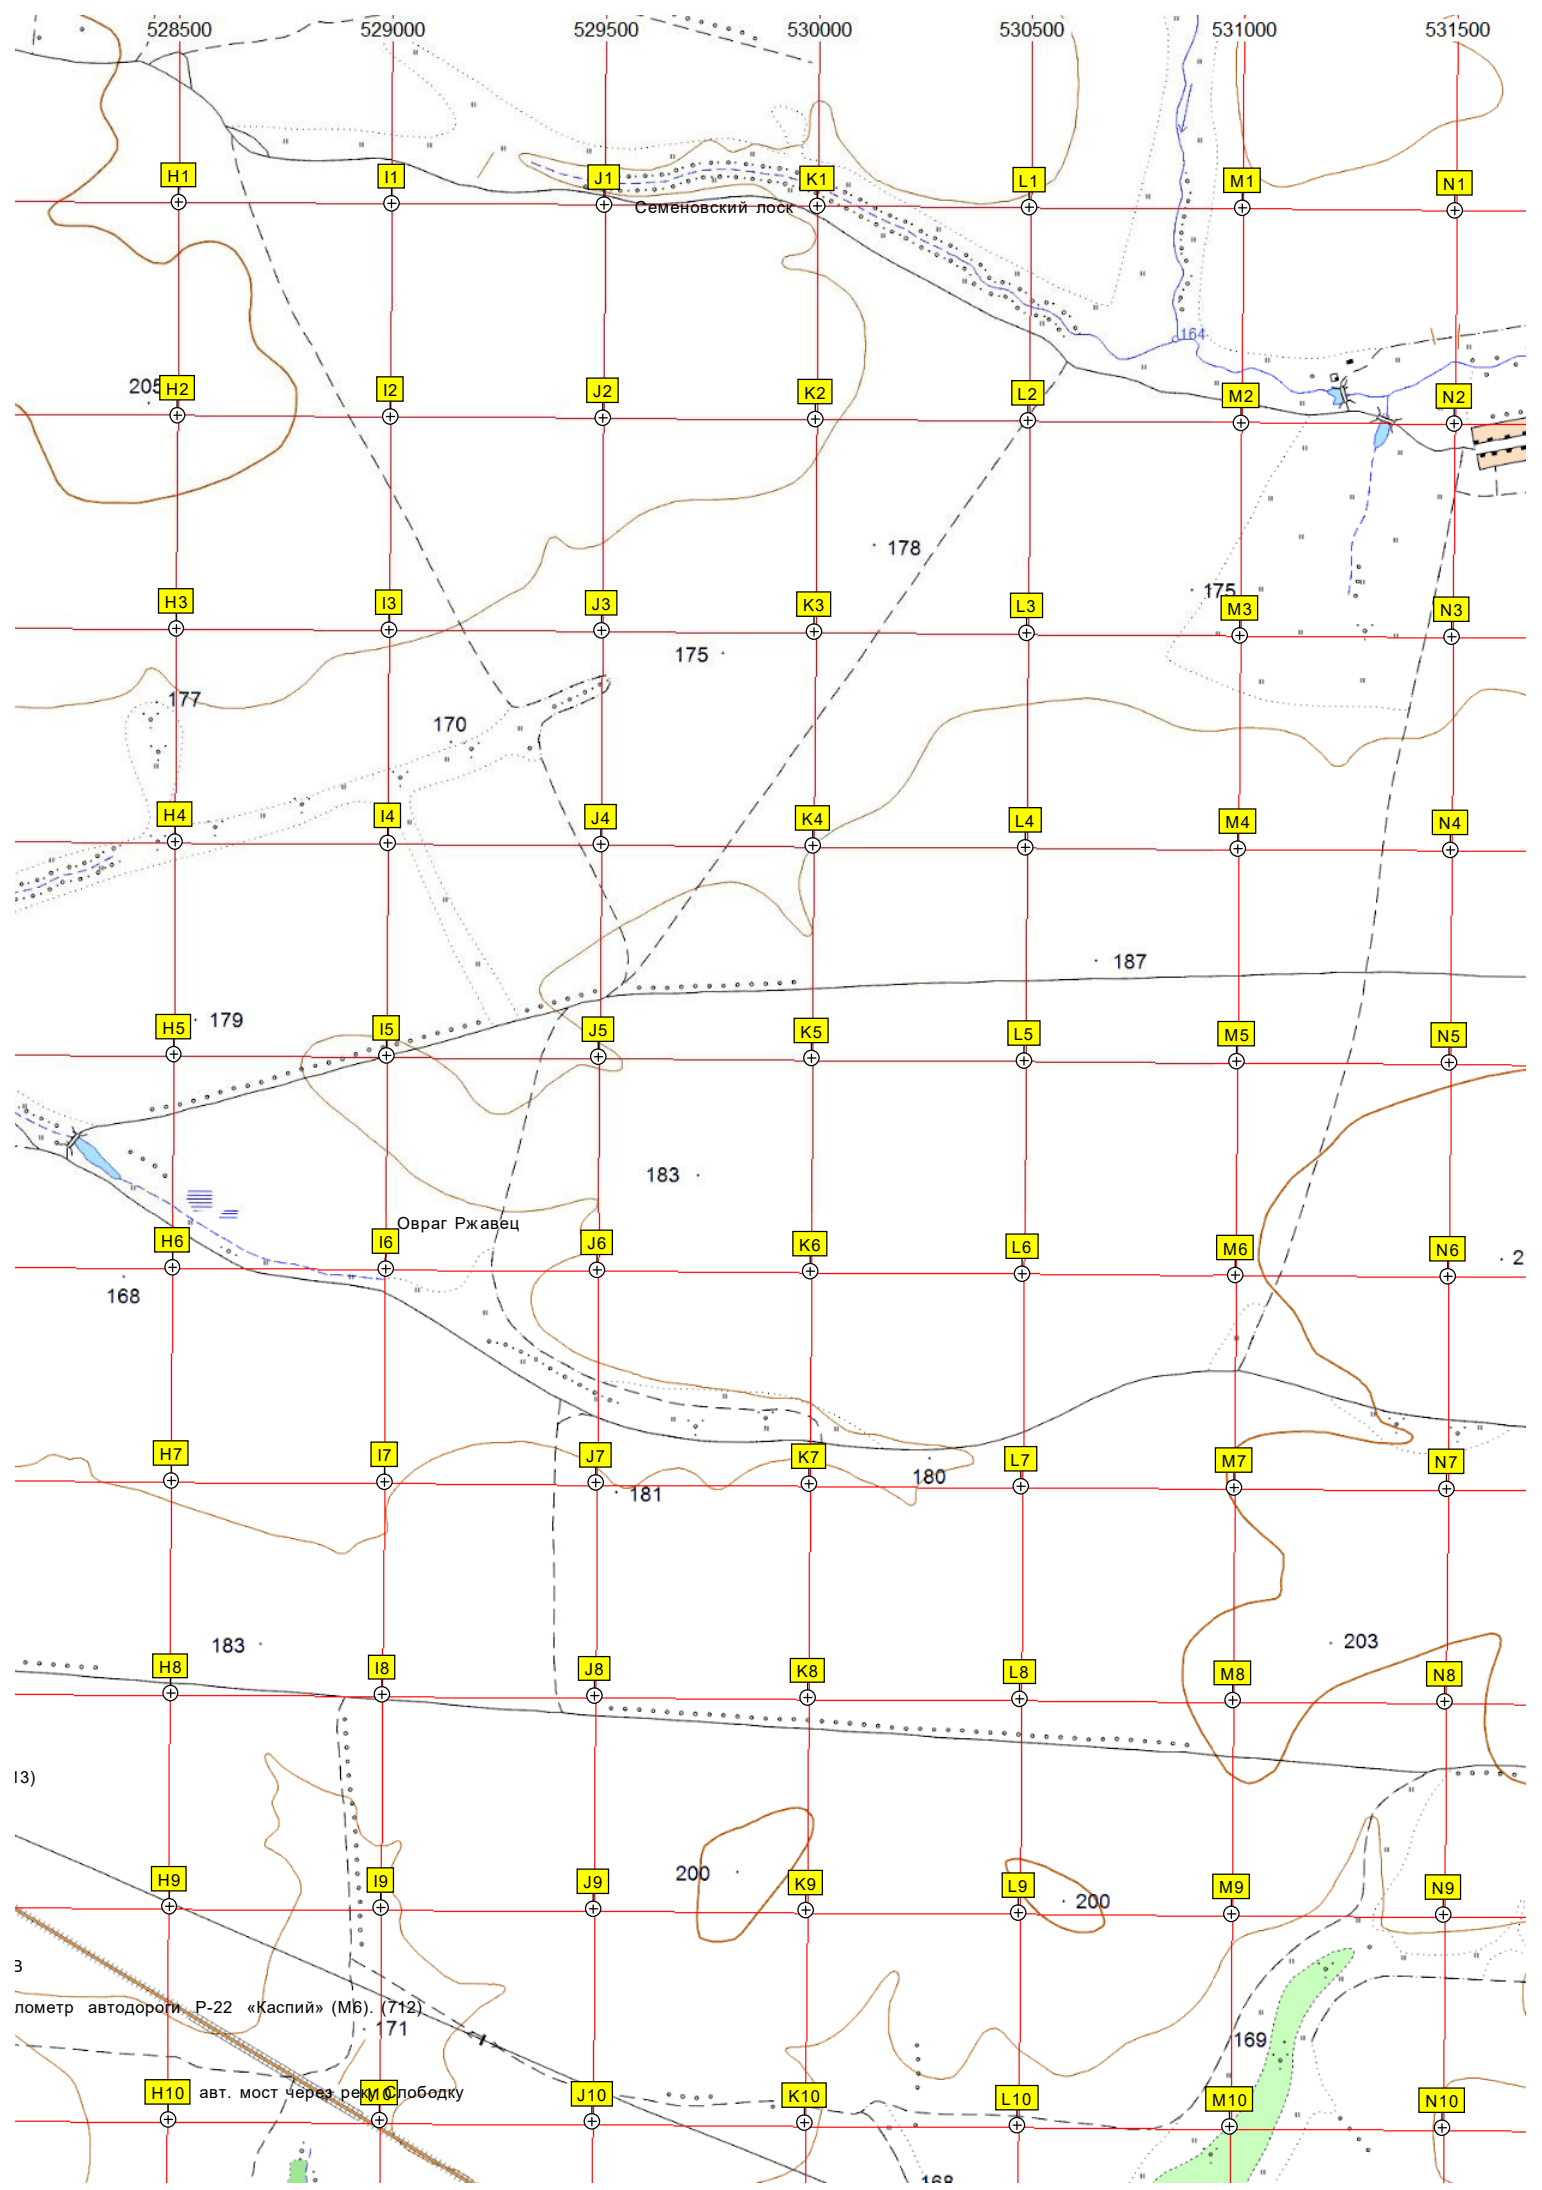 528500 529000 529500 530000 530500 531000 531500
H1 I1 J1 K1 L1 M1 N1
Семеновский лоск
164
205 H2 I2 J2 K2 L2 M2 N2
178
175
H3 I3 J3 K3 L3 M3 N3
175
177
170
H4 I4 J4 K4 L4 M4 N4
187
179
H5 I5 J5 K5 L5 M5 N5
183
Овраг Ржавец
H6 I6 J6 K6 L6 M6 N6
2
168
H7 I7 J7 K7 L7 M7 N7
180
181
183
203
H8 I8 J8 K8 L8 M8 N8
13)
200
H9 I9 J9 K9 L9 M9 N9
200
в
лометр автодороги Р-22 «Каспий» (М6). (712)
171
169
H10 авт. мост через реку Слободку
I10 J10 K10 L10 M10 N10
168